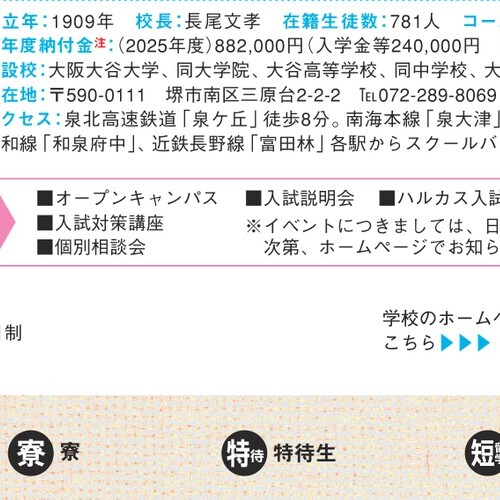 立年：1909年　校長：長尾文孝　在籍生徒数：781人　コー
年度納付金注：（2025年度）882,000円（入学金等240,000円
設校：大阪大谷大学、同大学院、大谷高等学校、同中学校、大
在地：〒590-0111　堺市南区三原台2-2-2　℡072-289-8069
クセス：泉北高速鉄道「泉ケ丘」徒歩8分。南海本線「泉大津」
和線「和泉府中」、近鉄長野線「富田林」各駅からスクールバ
■オープンキャンパス　■入試説明会　■ハルカス入試
■入試対策講座　※イベントにつきましては、日
■個別相談会　次第、ホームページでお知ら
制
学校のホームペ
こちら▶▶▶
寮 寮　特待 特待生　短